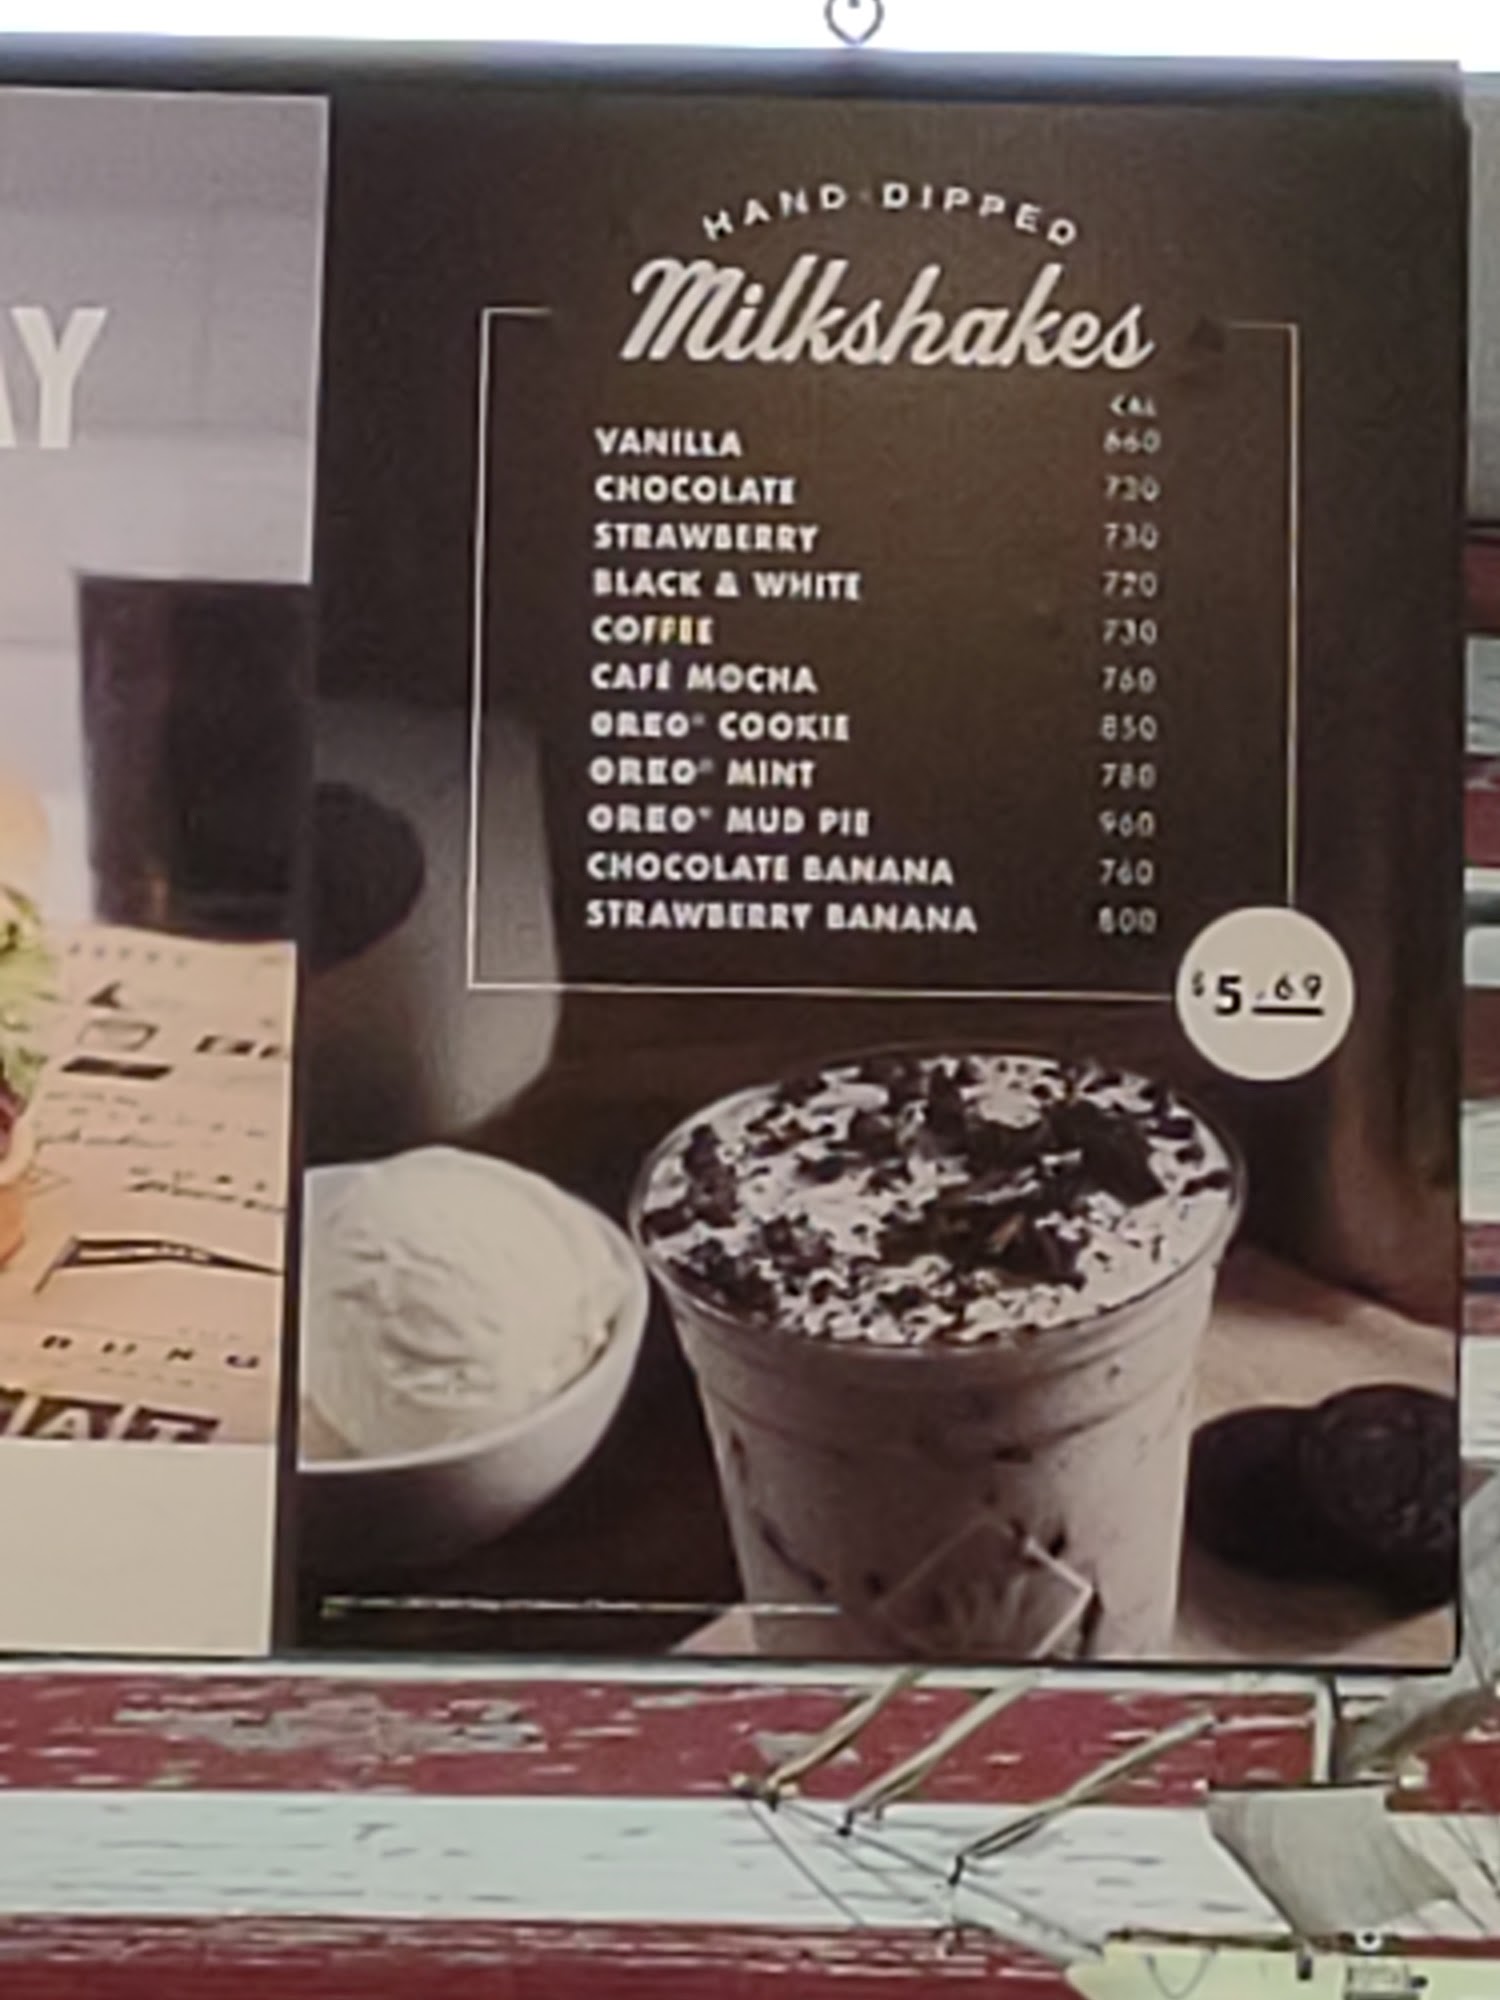 HAND-DIPPED
Milkshakes
CAL
VANILLA 660
CHOCOLATE 720
STRAWBERRY 730
BLACK & WHITE 720
COFFEE 730
CAFÉ MOCHA 760
OREO® COOKIE 850
OREO® MINT 780
OREO® MUD PIE 960
CHOCOLATE BANANA 760
STRAWBERRY BANANA
$5.69
AY